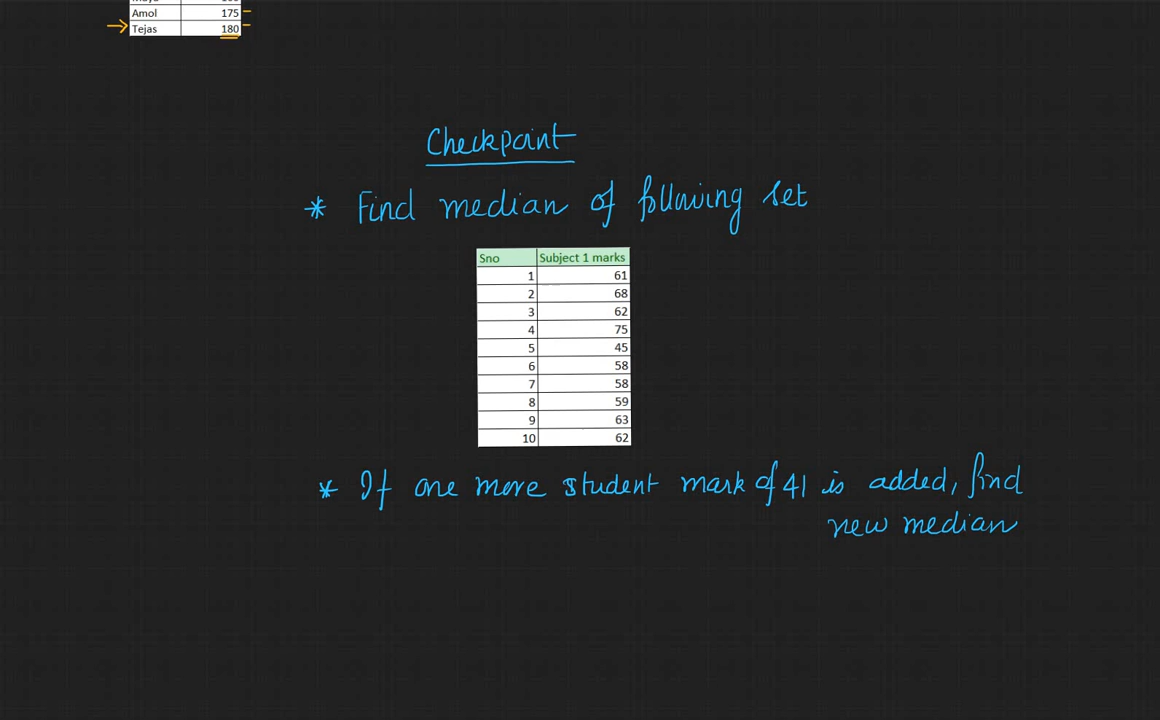 Amol 175
Tejas 180
Checkpoint
* Find median of following set
Sno Subject 1 marks
1 61
2 68
3 62
4 75
5 45
6 58
7 58
8 59
9 63
10 62
* If one more student mark of 41 is added, find
new median